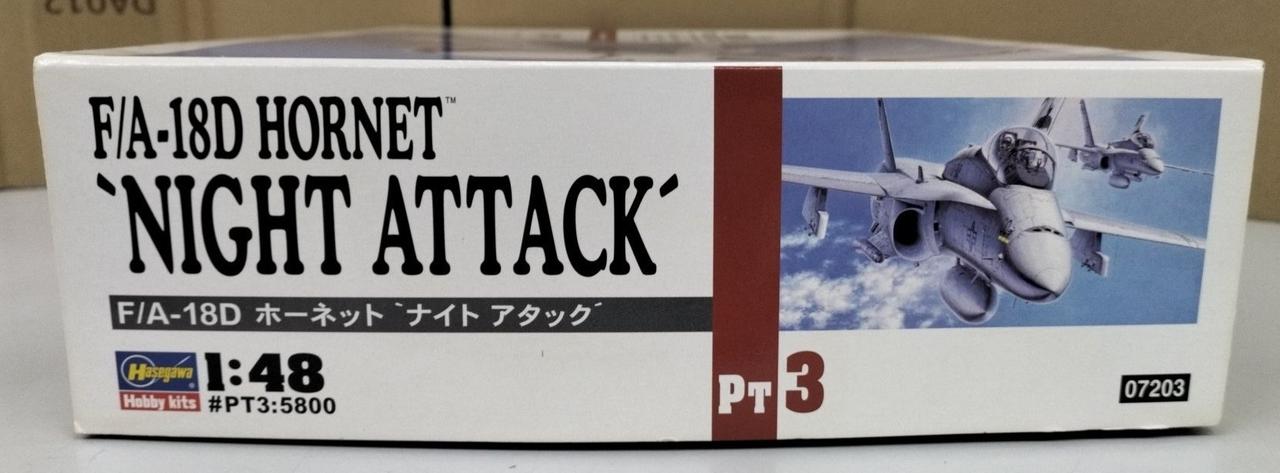 F/A-18D HORNET™
`NIGHT ATTACK´
F/A-18D ホーネット `ナイト アタック´
Hasegawa®
Hobby kits
1:48
#PT3:5800
PT 3
07203